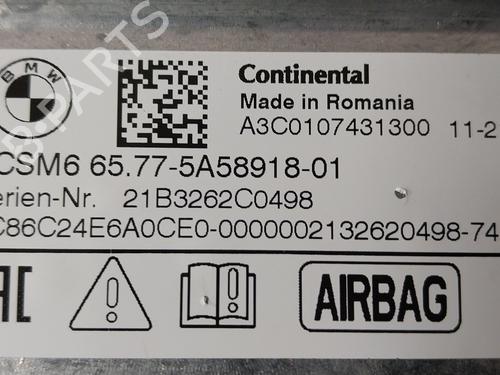 BMW
Continental
Made in Romania
A3C0107431300 11-2
CSM6 65.77-5A58918-01
erien-Nr. 21B3262C0498
C86C24E6A0CE0-0000002132620498-74
AIRBAG